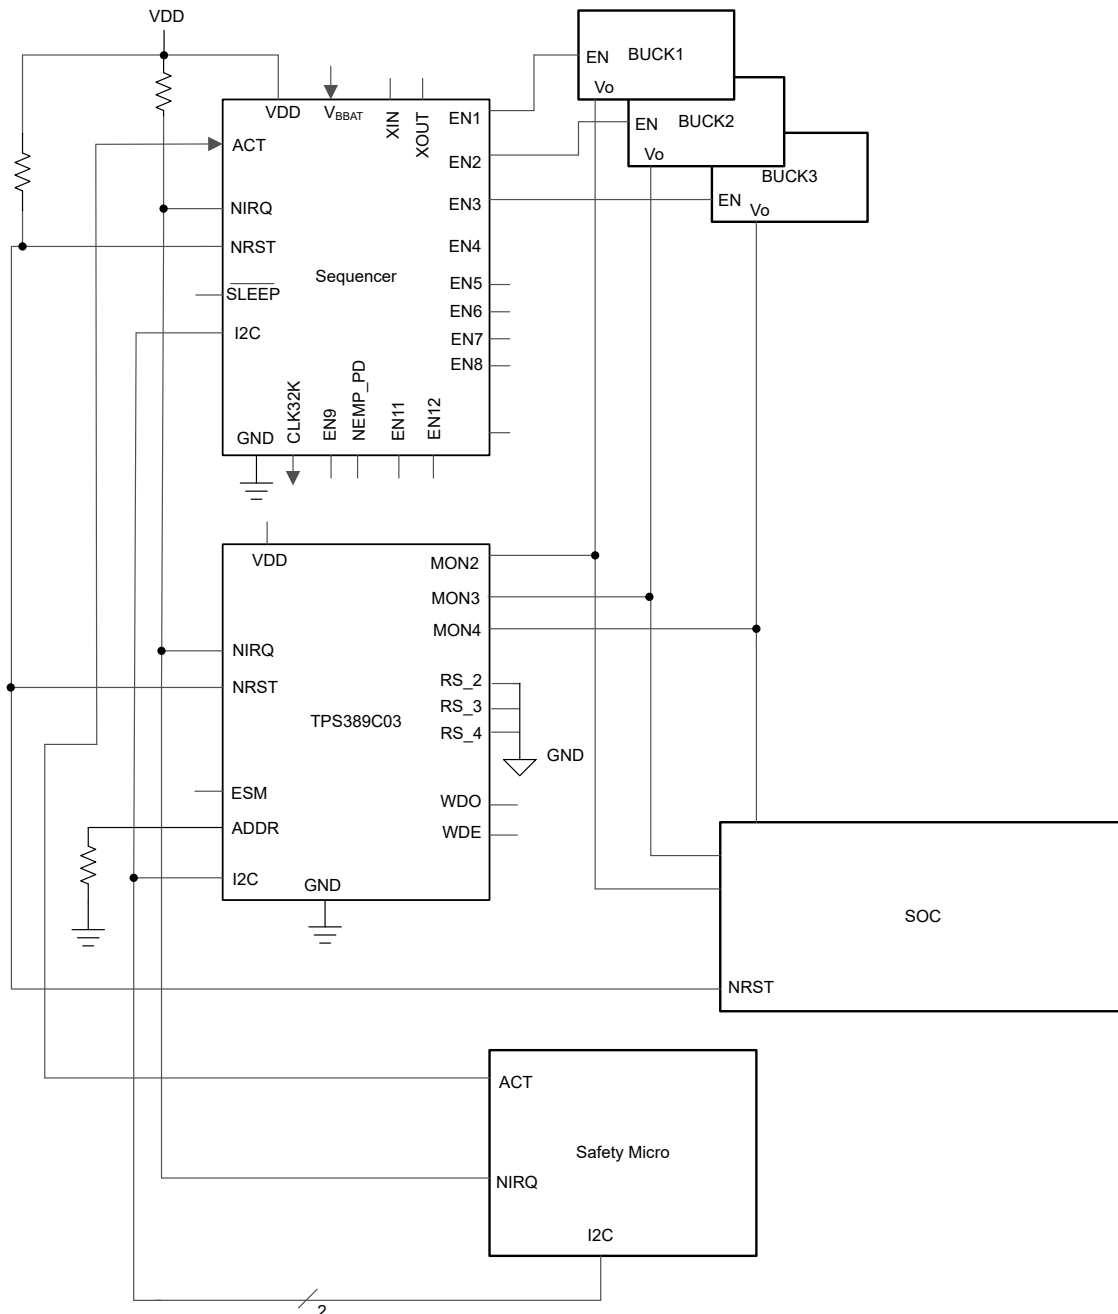 VDD
BUCK1
EN
Vo
BUCK2
EN
Vo
BUCK3
EN
Vo
VDD
VBBAT
XIN
XOUT
EN1
ACT
EN2
NIRQ
EN3
NRST
EN4
Sequencer
SLEEP
EN5
EN6
I2C
EN7
EN8
GND
CLK32K
EN9
NEMP_PD
EN11
EN12
VDD
MON2
MON3
MON4
NIRQ
NRST
RS_2
RS_3
RS_4
TPS389C03
GND
ESM
WDO
ADDR
WDE
I2C
GND
SOC
NRST
ACT
Safety Micro
NIRQ
I2C
2